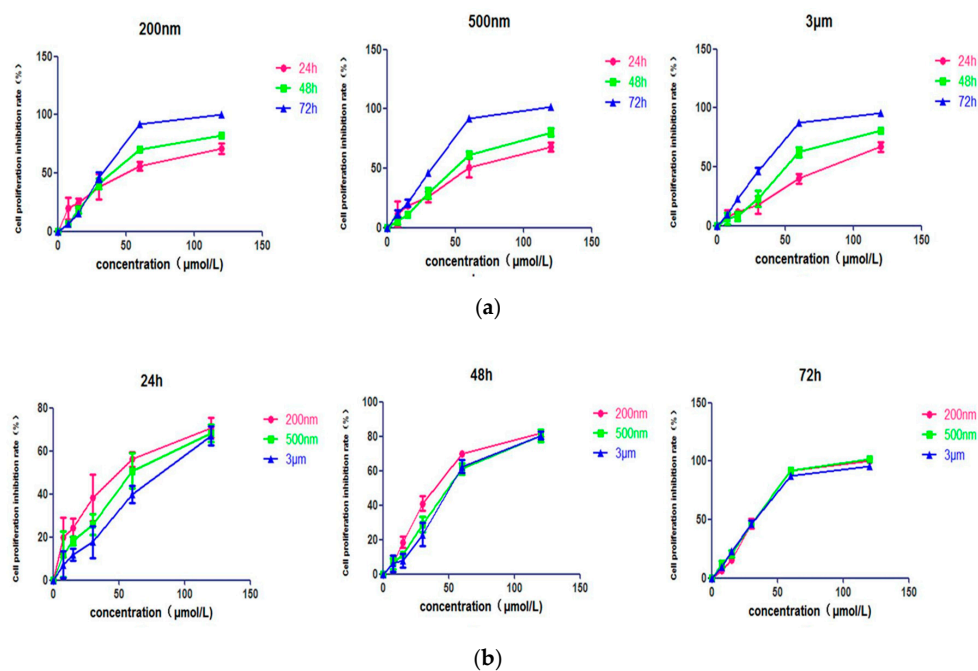 (a)
200nm
Cell proliferation inhibition rate (%)
150
100
50
0
0 50 100 150
concentration ( μmol/L)
24h
48h
72h
500nm
Cell proliferation inhibition rate (%)
150
100
50
0
0 50 100 150
concentration ( μmol/L)
24h
48h
72h
3μm
Cell proliferation inhibition rate (%)
150
100
50
0
0 50 100 150
concentration ( μmol/L)
24h
48h
72h
(a)
24h
Cell proliferation inhibition rate (%)
80
60
40
20
0
0 50 100 150
concentration ( μmol/L)
200nm
500nm
3μm
48h
Cell proliferation inhibition rate (%)
100
80
60
40
20
0
0 50 100 150
concentration ( μmol/L)
200nm
500nm
3μm
72h
Cell proliferation inhibition rate (%)
150
100
50
0
0 50 100 150
concentration ( μmol/L)
200nm
500nm
3μm
(b)